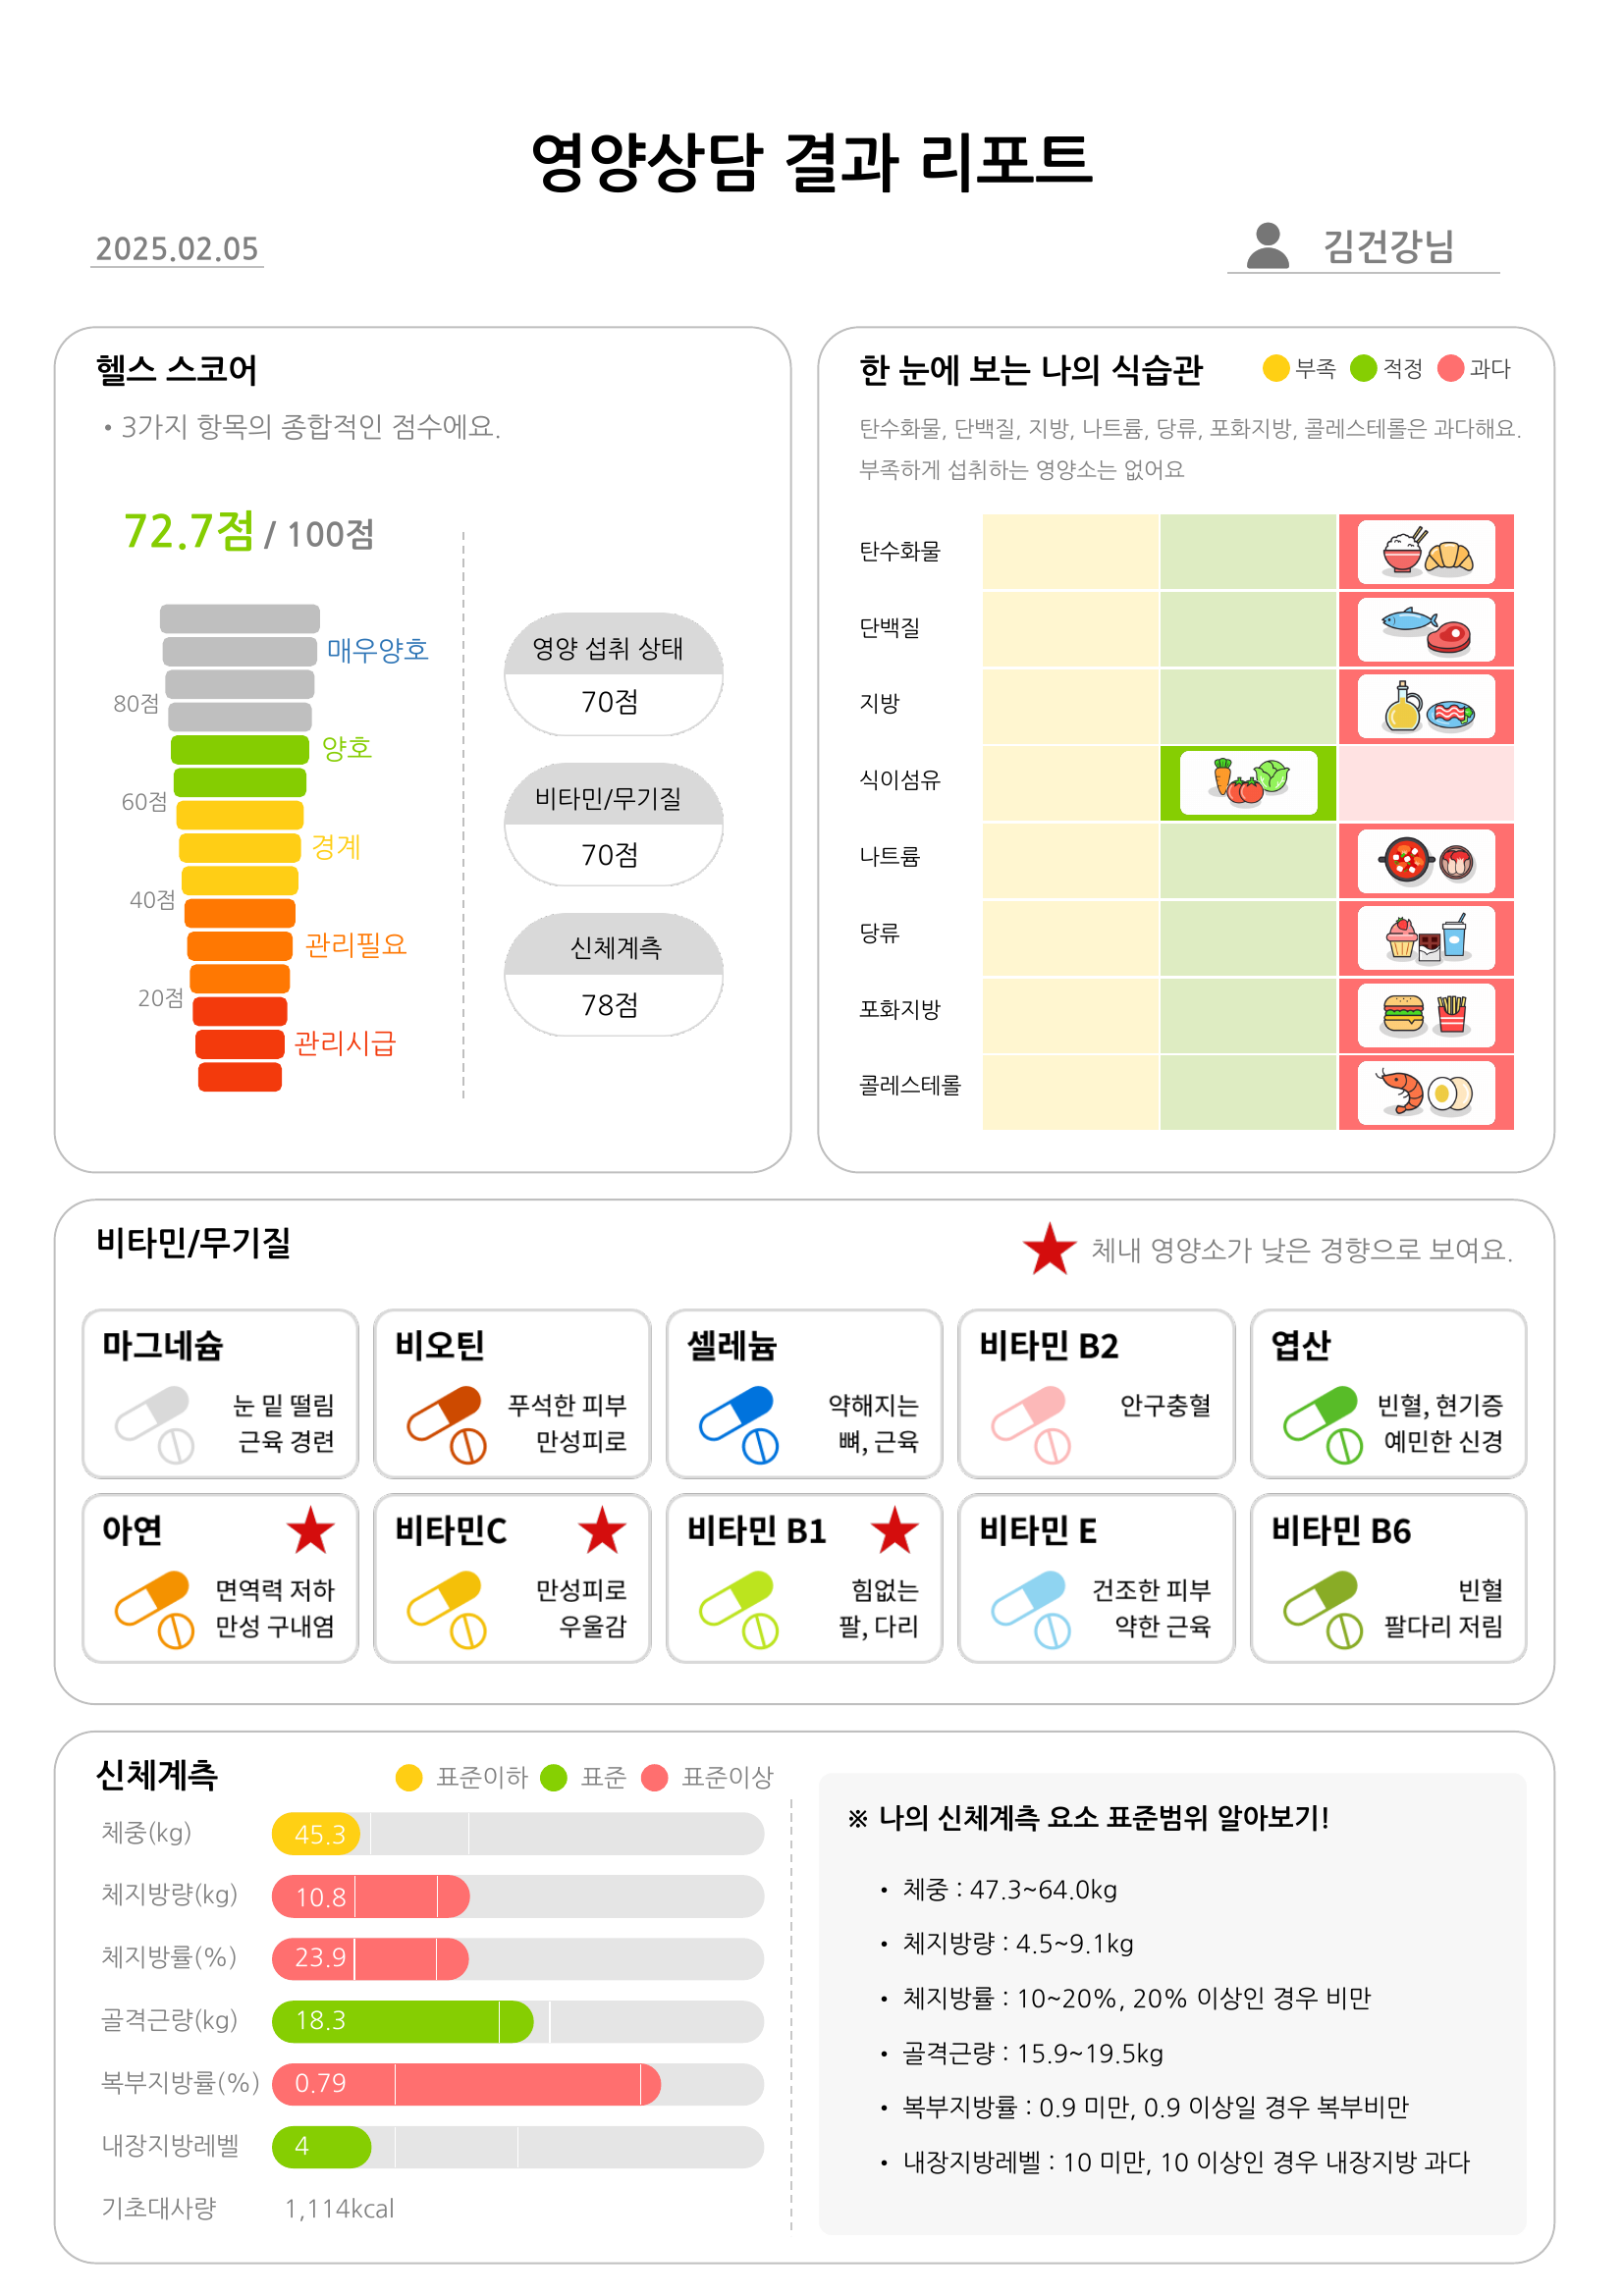 영양상담 결과 리포트
2025.02.05
김건강님
헬스 스코어
• 3가지 항목의 종합적인 점수에요.
72.7점 / 100점
매우양호
80점
양호
60점
경계
40점
관리필요
20점
관리시급
영양 섭취 상태
70점
비타민/무기질
70점
신체계측
78점
한 눈에 보는 나의 식습관
부족 적정 과다
탄수화물, 단백질, 지방, 나트륨, 당류, 포화지방, 콜레스테롤은 과다해요.
부족하게 섭취하는 영양소는 없어요
탄수화물
단백질
지방
식이섬유
나트륨
당류
포화지방
콜레스테롤
비타민/무기질
체내 영양소가 낮은 경향으로 보여요.
마그네슘
눈 밑 떨림
근육 경련
비오틴
푸석한 피부
만성피로
셀레늄
약해지는
뼈, 근육
비타민 B2
안구충혈
엽산
빈혈, 현기증
예민한 신경
아연
면역력 저하
만성 구내염
비타민C
만성피로
우울감
비타민 B1
힘없는
팔, 다리
비타민 E
건조한 피부
약한 근육
비타민 B6
빈혈
팔다리 저림
신체계측
표준이하 표준 표준이상
체중(kg) 45.3
체지방량(kg) 10.8
체지방률(%) 23.9
골격근량(kg) 18.3
복부지방률(%) 0.79
내장지방레벨 4
기초대사량 1,114kcal
※ 나의 신체계측 요소 표준범위 알아보기!
• 체중 : 47.3~64.0kg
• 체지방량 : 4.5~9.1kg
• 체지방률 : 10~20%, 20% 이상인 경우 비만
• 골격근량 : 15.9~19.5kg
• 복부지방률 : 0.9 미만, 0.9 이상일 경우 복부비만
• 내장지방레벨 : 10 미만, 10 이상인 경우 내장지방 과다